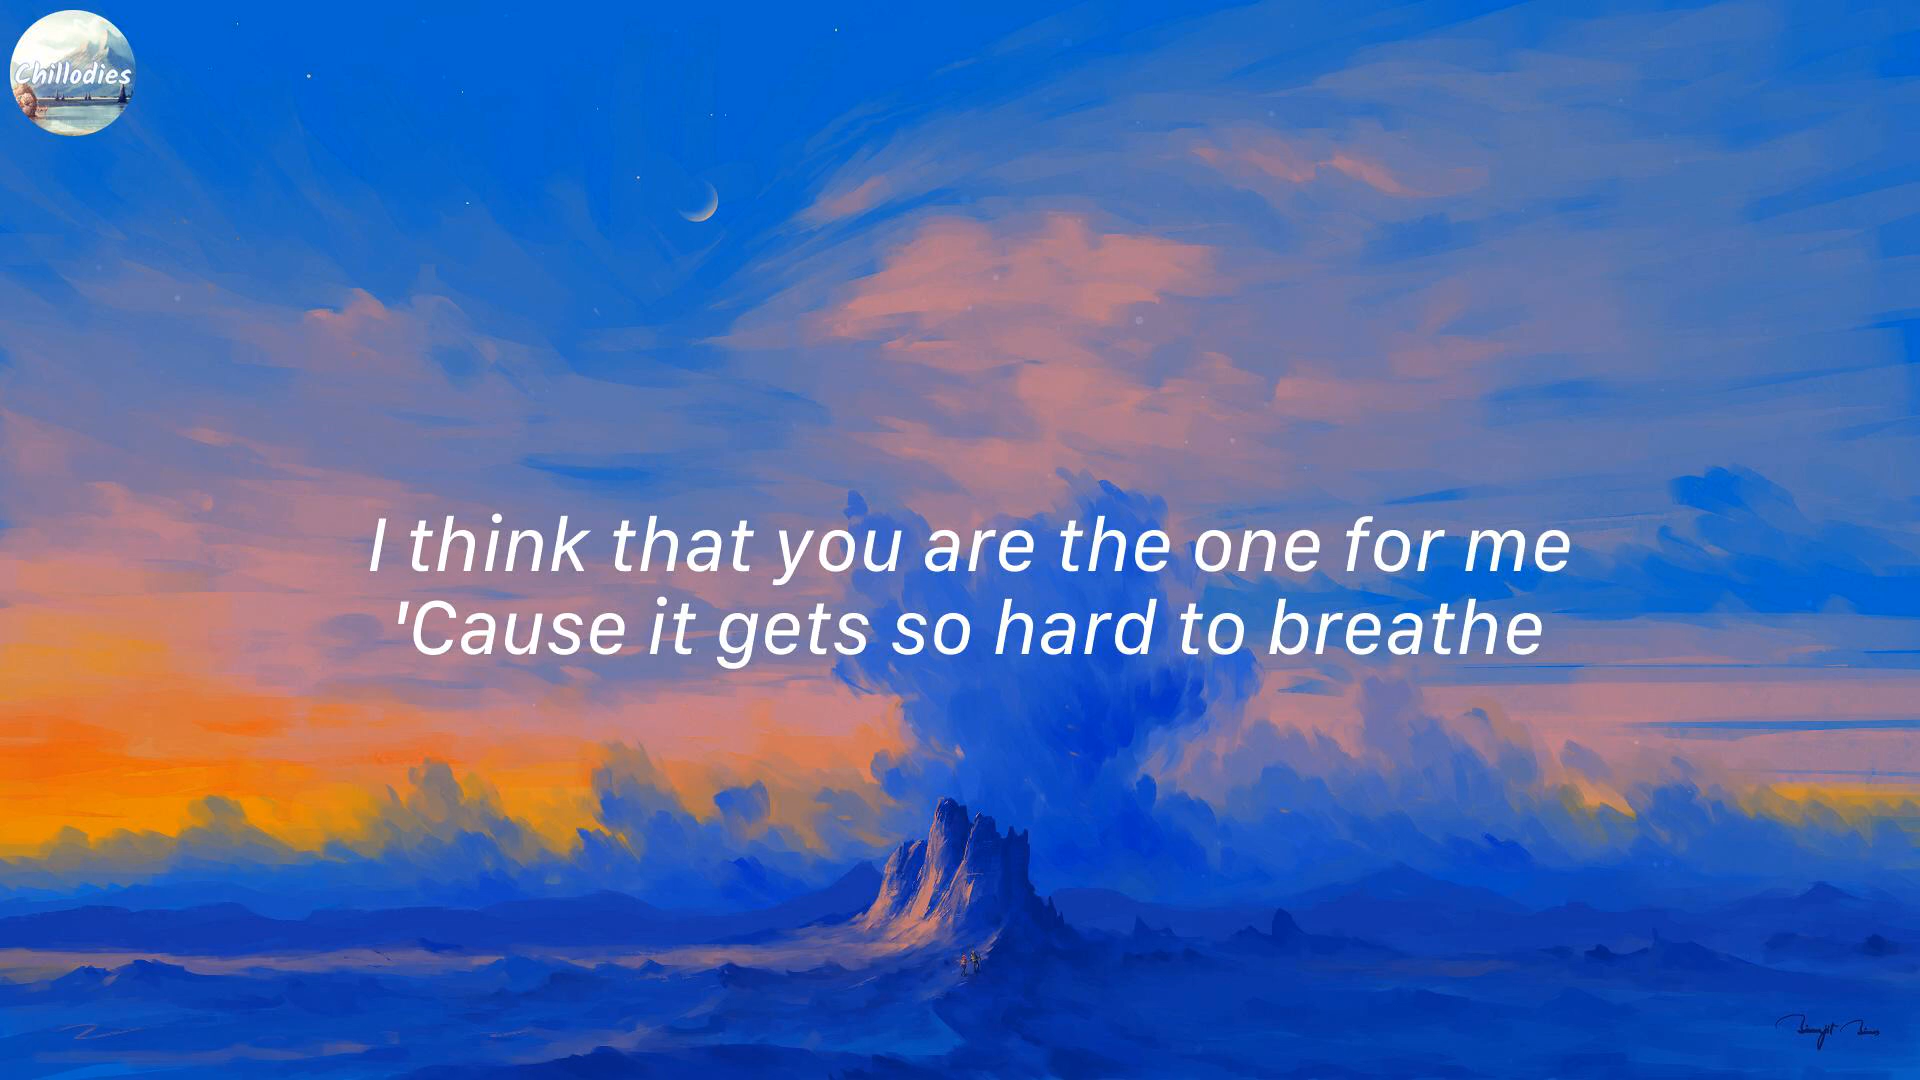 Chillodies
I think that you are the one for me
'Cause it gets so hard to breathe